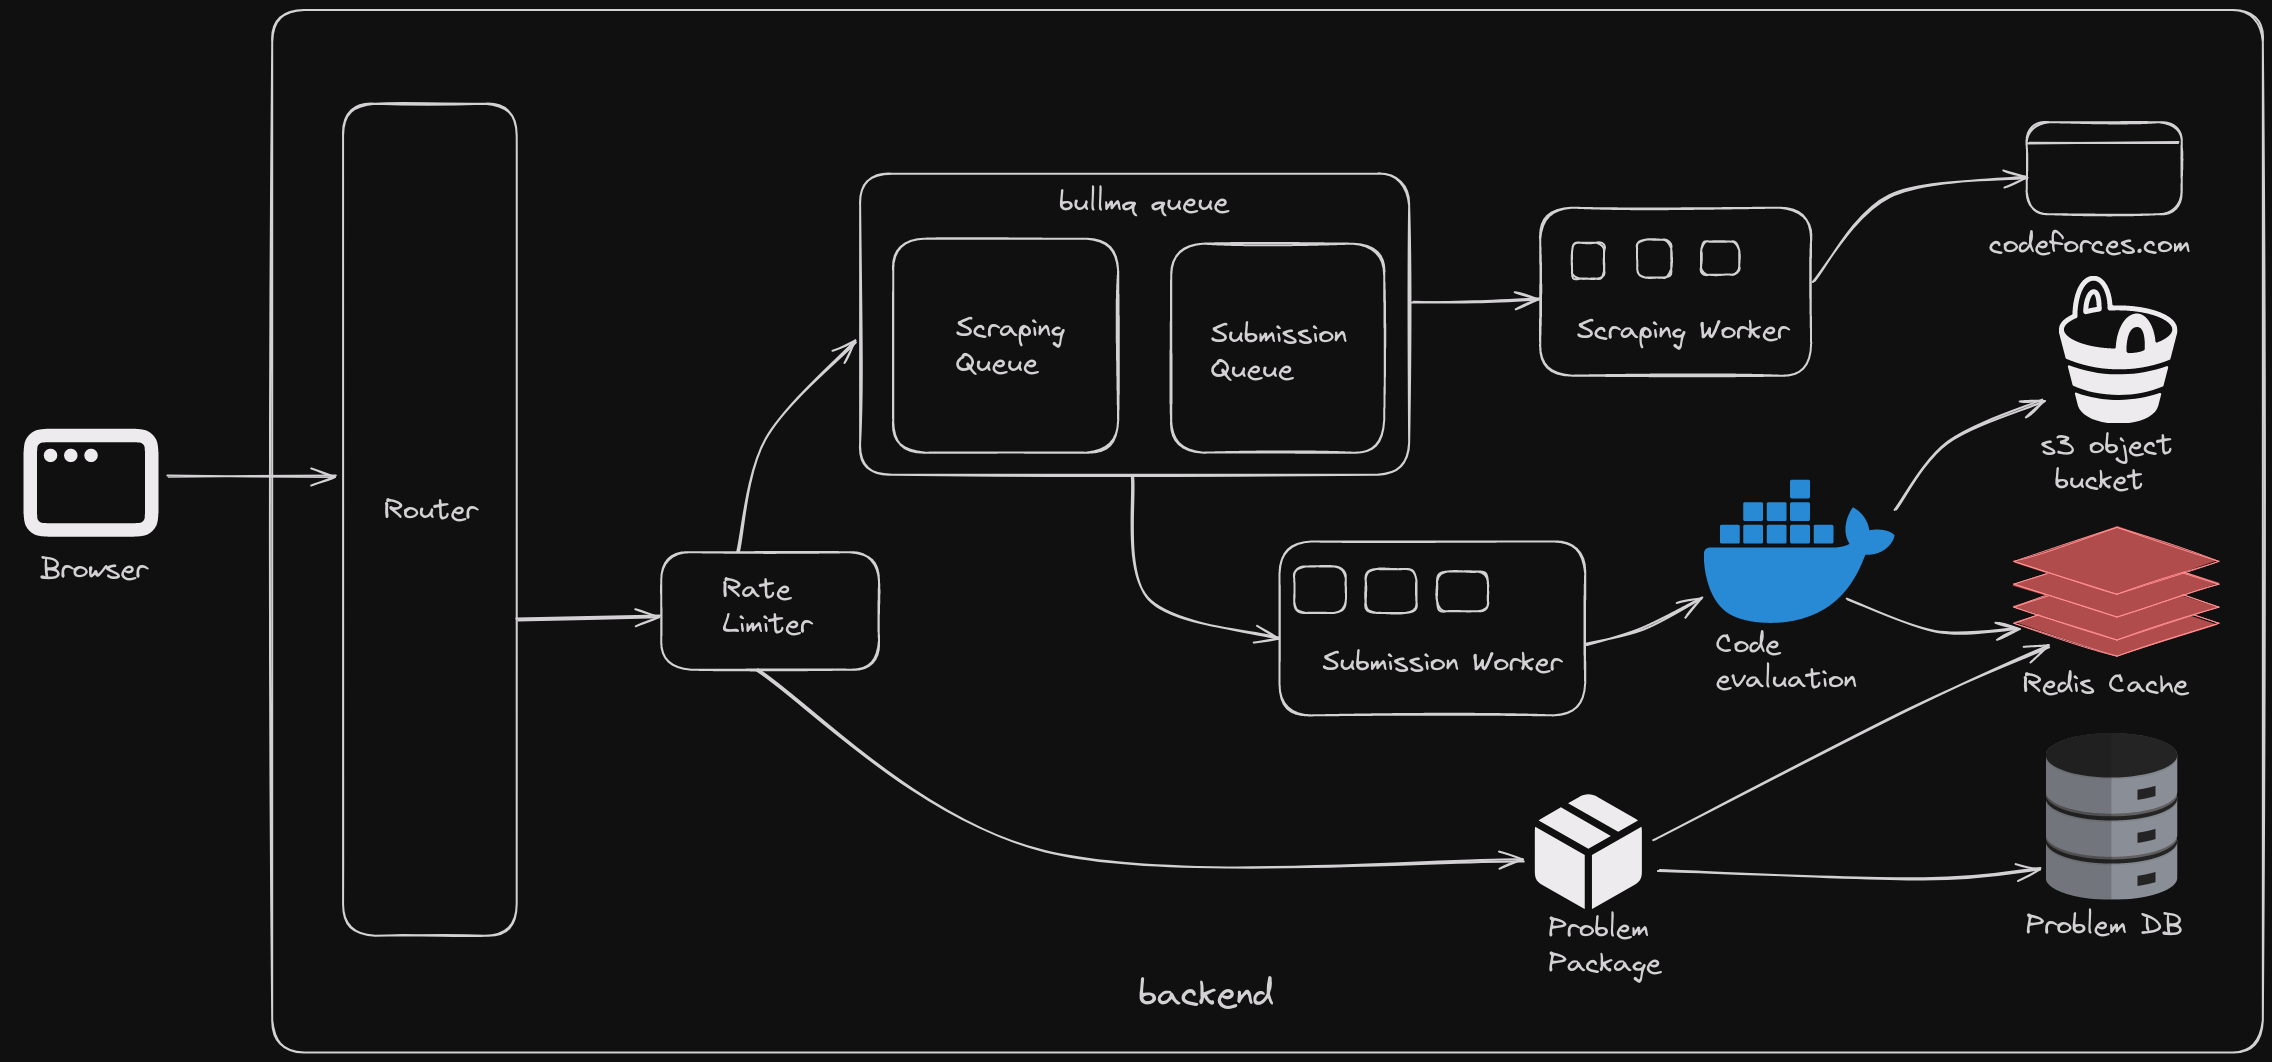 bullmq queue
Scraping
Queue
Submission
Queue
Scraping Worker
codeforces.com
s3 object
bucket
Browser
Router
Rate
Limiter
Submission Worker
Code
evaluation
Redis Cache
Problem
Package
Problem DB
backend